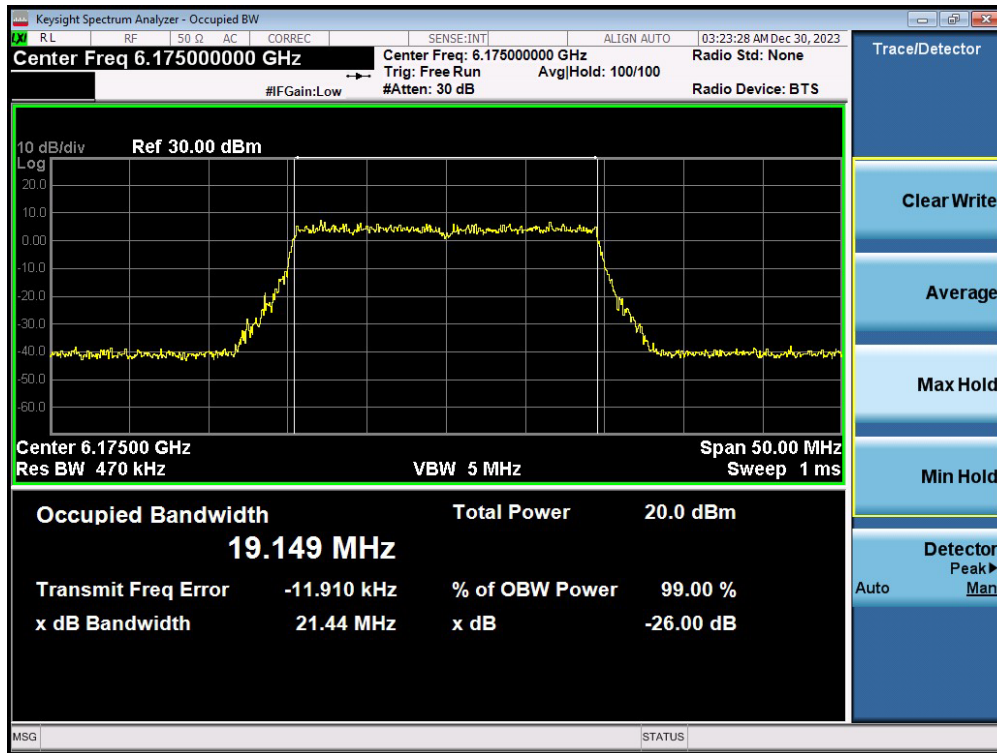 Keysight Spectrum Analyzer - Occupied BW
LXI RL RF 50 Ω AC CORREC SENSE:INT ALIGN AUTO 03:23:28 AM Dec 30, 2023
Center Freq 6.175000000 GHz
Center Freq: 6.175000000 GHz Radio Std: None
Trig: Free Run Avg|Hold: 100/100
#IFGain:Low #Atten: 30 dB Radio Device: BTS
10 dB/div Ref 30.00 dBm
Log
20.0
10.0
0.00
-10.0
-20.0
-30.0
-40.0
-50.0
-60.0
Center 6.17500 GHz Span 50.00 MHz
Res BW 470 kHz VBW 5 MHz Sweep 1 ms
Occupied Bandwidth Total Power 20.0 dBm
19.149 MHz
Transmit Freq Error -11.910 kHz % of OBW Power 99.00 %
x dB Bandwidth 21.44 MHz x dB -26.00 dB
MSG STATUS
Trace/Detector
Clear Write
Average
Max Hold
Min Hold
Detector
Peak▶
Auto Man